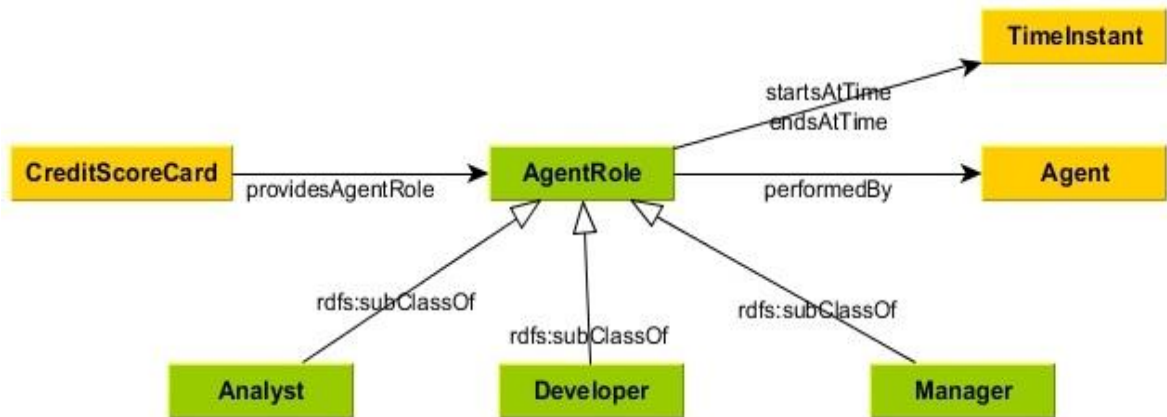 TimeInstant
startsAtTime
endsAtTime
CreditScoreCard
AgentRole
Agent
providesAgentRole
performedBy
rdfs:subClassOf
rdfs:subClassOf
rdfs:subClassOf
Analyst
Developer
Manager